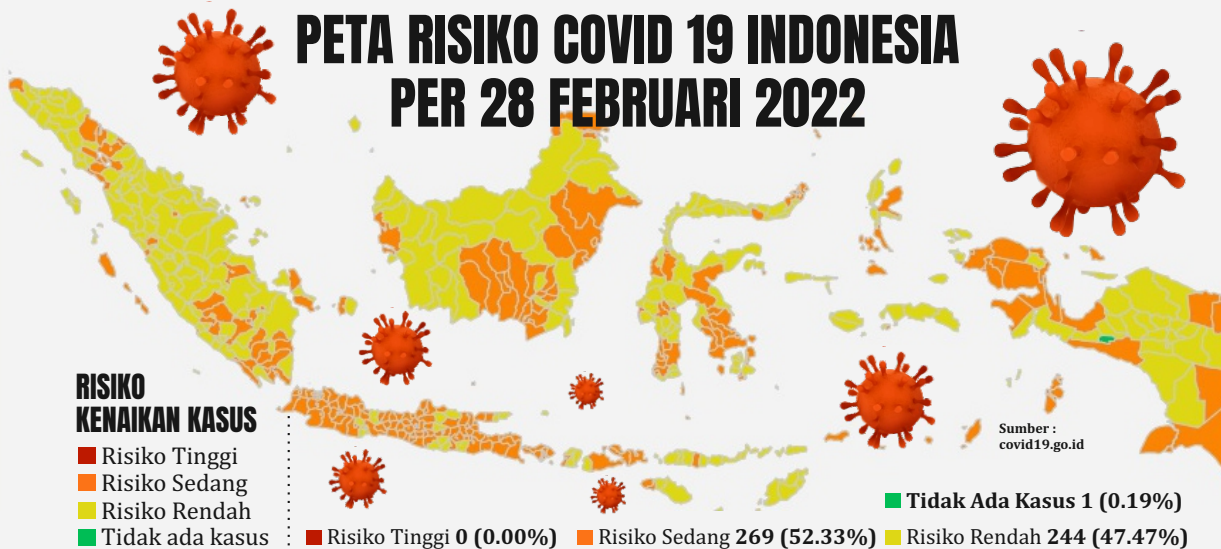 PETA RISIKO COVID 19 INDONESIA
PER 28 FEBRUARI 2022
RISIKO
KENAIKAN KASUS
Risiko Tinggi
Risiko Sedang
Risiko Rendah
Tidak ada kasus
Sumber :
covid19.go.id
Tidak Ada Kasus 1 (0.19%)
Risiko Tinggi 0 (0.00%)
Risiko Sedang 269 (52.33%)
Risiko Rendah 244 (47.47%)